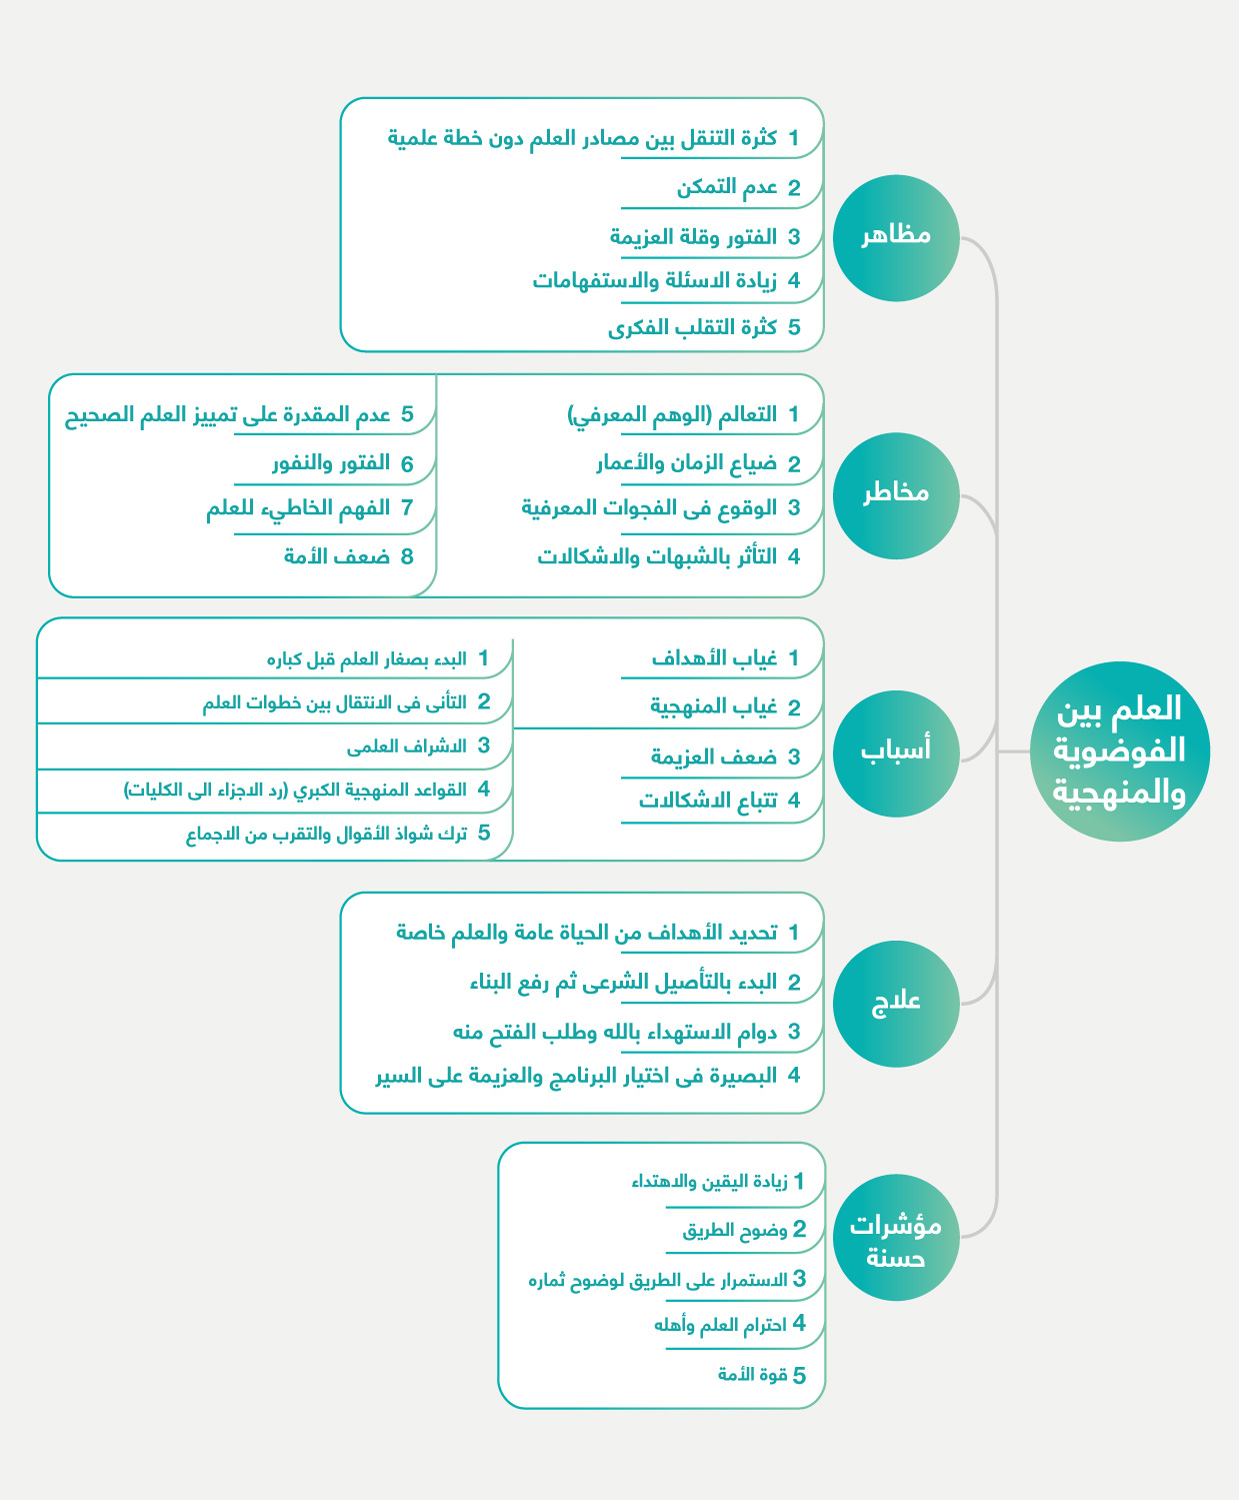 العلم بين
الفوضوية
والمنهجية
مظاهر
1 كثرة التنقل بين مصادر العلم دون خطة علمية
2 عدم التمكن
3 الفتور وقلة العزيمة
4 زيادة الاسئلة والاستفهامات
5 كثرة التقلب الفكرى
مخاطر
1 التعالم (الوهم المعرفي)
2 ضياع الزمان والأعمار
3 الوقوع فى الفجوات المعرفية
4 التأثر بالشبهات والاشكالات
5 عدم المقدرة على تمييز العلم الصحيح
6 الفتور والنفور
7 الفهم الخاطيء للعلم
8 ضعف الأمة
أسباب
1 غياب الأهداف
2 غياب المنهجية
1 البدء بصغار العلم قبل كباره
2 التأنى فى الانتقال بين خطوات العلم
3 الاشراف العلمى
4 القواعد المنهجية الكبري (رد الاجزاء الى الكليات)
5 ترك شواذ الأقوال والتقرب من الاجماع
3 ضعف العزيمة
4 تتباع الاشكالات
علاج
1 تحديد الأهداف من الحياة عامة والعلم خاصة
2 البدء بالتأصيل الشرعى ثم رفع البناء
3 دوام الاستهداء بالله وطلب الفتح منه
4 البصيرة فى اختيار البرنامج والعزيمة على السير
مؤشرات
حسنة
1 زيادة اليقين والاهتداء
2 وضوح الطريق
3 الاستمرار على الطريق لوضوح ثماره
4 احترام العلم وأهله
5 قوة الأمة